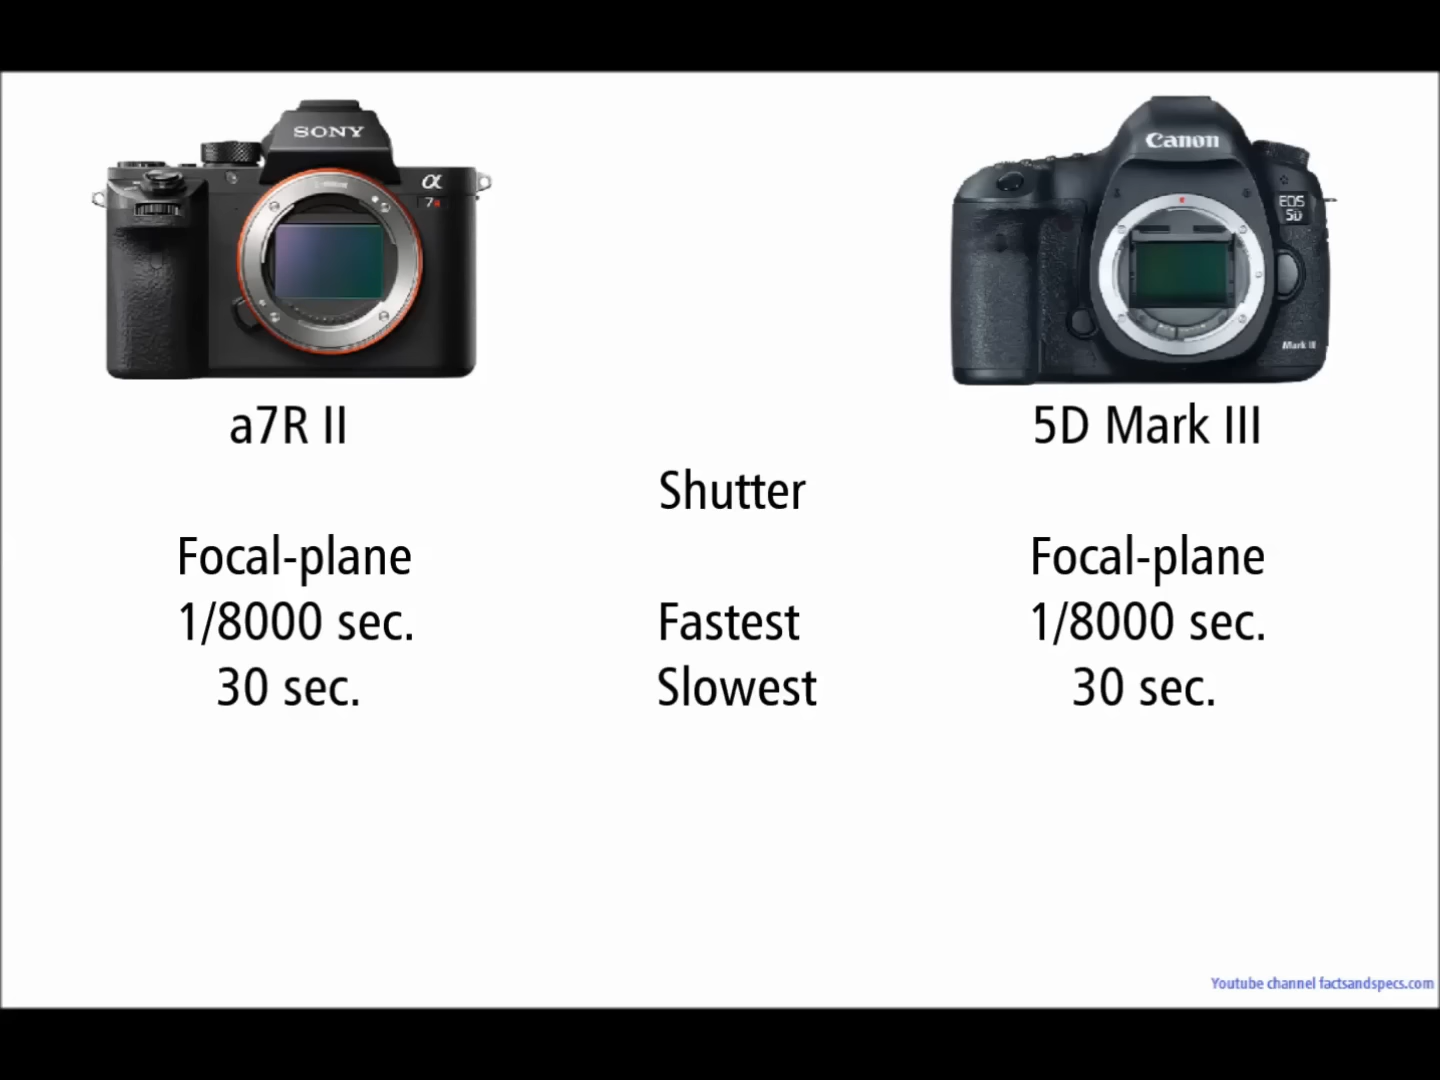 SONY
α
7R
Canon
EOS
5D
Mark III
a7R II
5D Mark III
Shutter
Focal-plane
Focal-plane
1/8000 sec.
Fastest
1/8000 sec.
30 sec.
Slowest
30 sec.
Youtube channel factsandspecs.com